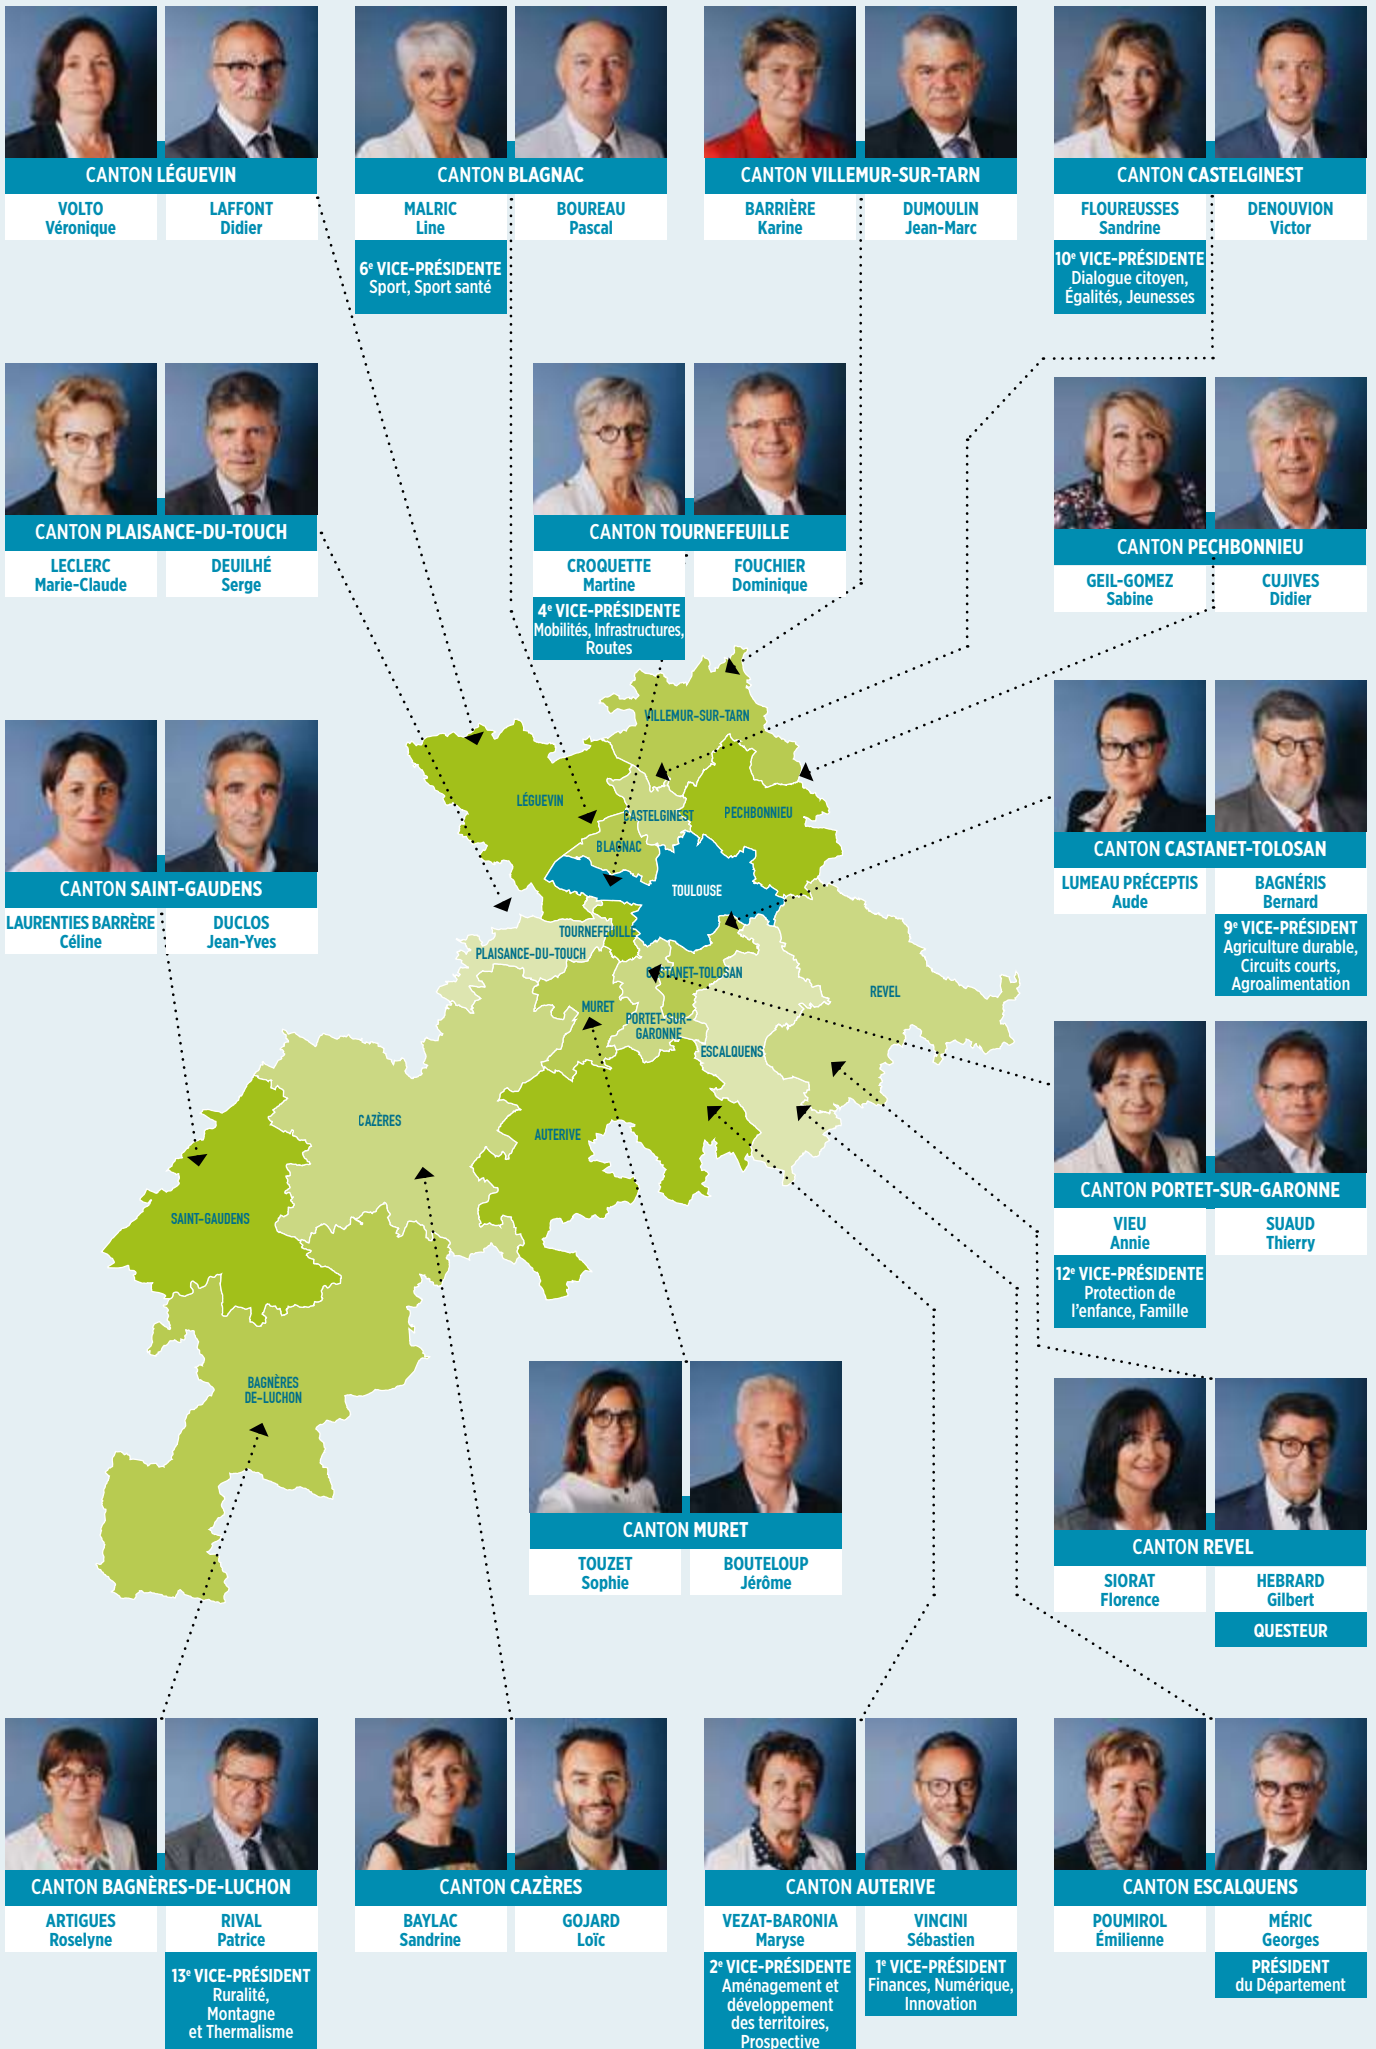 CANTON LÉGUEVIN
VOLTO
Véronique
LAFFONT
Didier
CANTON BLAGNAC
MALRIC
Line
BOUREAU
Pascal
6e VICE-PRÉSIDENTE
Sport, Sport santé
CANTON VILLEMUR-SUR-TARN
BARRIÈRE
Karine
DUMOULIN
Jean-Marc
CANTON CASTELGINEST
FLOUREUSSES
Sandrine
DENOUVION
Victor
10e VICE-PRÉSIDENTE
Dialogue citoyen,
Égalités, Jeunesses
CANTON PLAISANCE-DU-TOUCH
LECLERC
Marie-Claude
DEUILHÉ
Serge
CANTON TOURNEFEUILLE
CROQUETTE
Martine
FOUCHIER
Dominique
4e VICE-PRÉSIDENTE
Mobilités, Infrastructures,
Routes
CANTON PECHBONNIEU
GEIL-GOMEZ
Sabine
CUJIVES
Didier
CANTON SAINT-GAUDENS
LAURENTIES BARRÈRE
Céline
DUCLOS
Jean-Yves
VILLEMUR-SUR-TARN
LÉGUEVIN
CASTELGINEST
PECHBONNIEU
BLAGNAC
TOULOUSE
TOURNEFEUILLE
PLAISANCE-DU-TOUCH
CASTANET-TOLOSAN
REVEL
MURET
PORTET-SUR-
GARONNE
ESCALQUENS
CAZÈRES
AUTERIVE
SAINT-GAUDENS
BAGNÈRES
DE-LUCHON
CANTON CASTANET-TOLOSAN
LUMEAU PRÉCEPTIS
Aude
BAGNÉRIS
Bernard
9e VICE-PRÉSIDENT
Agriculture durable,
Circuits courts,
Agroalimentation
CANTON PORTET-SUR-GARONNE
VIEU
Annie
SUAUD
Thierry
12e VICE-PRÉSIDENTE
Protection de
l'enfance, Famille
CANTON MURET
TOUZET
Sophie
BOUTELOUP
Jérôme
CANTON REVEL
SIORAT
Florence
HEBRARD
Gilbert
QUESTEUR
CANTON BAGNÈRES-DE-LUCHON
ARTIGUES
Roselyne
RIVAL
Patrice
13e VICE-PRÉSIDENT
Ruralité,
Montagne
et Thermalisme
CANTON CAZÈRES
BAYLAC
Sandrine
GOJARD
Loïc
CANTON AUTERIVE
VEZAT-BARONIA
Maryse
VINCINI
Sébastien
2e VICE-PRÉSIDENTE
Aménagement et
développement
des territoires,
Prospective
1e VICE-PRÉSIDENT
Finances, Numérique,
Innovation
CANTON ESCALQUENS
POUMIROL
Émilienne
MÉRIC
Georges
PRÉSIDENT
du Département